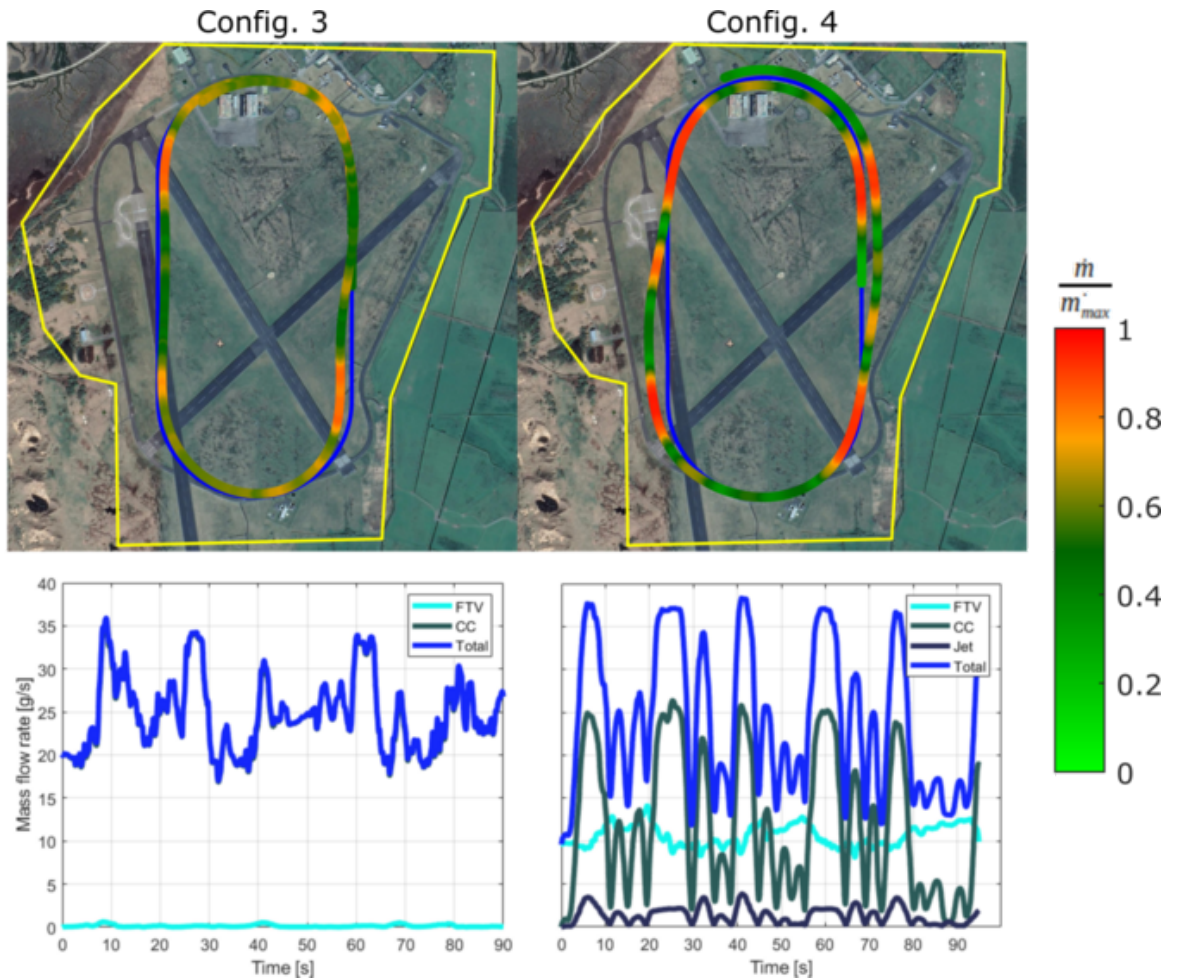 Config. 3
Config. 4
ṁ
ṁmax
1
0.8
0.6
0.4
0.2
0
40
35
30
25
20
15
10
5
0
Mass flow rate [g/s]
FTV
CC
Total
0 10 20 30 40 50 60 70 80 90
Time [s]
FTV
CC
Jet
Total
0 10 20 30 40 50 60 70 80 90
Time [s]